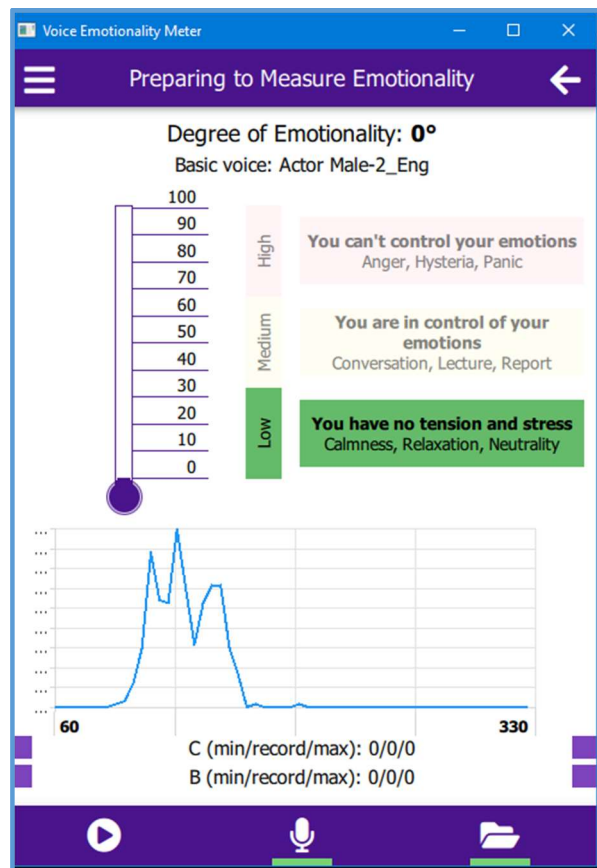 Voice Emotionality Meter
Preparing to Measure Emotionality
Degree of Emotionality: 0°
Basic voice: Actor Male-2_Eng
100
90
80
70
60
50
40
30
20
10
0
High
You can't control your emotions
Anger, Hysteria, Panic
Medium
You are in control of your
emotions
Conversation, Lecture, Report
Low
You have no tension and stress
Calmness, Relaxation, Neutrality
...
...
...
...
...
...
...
...
...
...
60 330
C (min/record/max): 0/0/0
B (min/record/max): 0/0/0